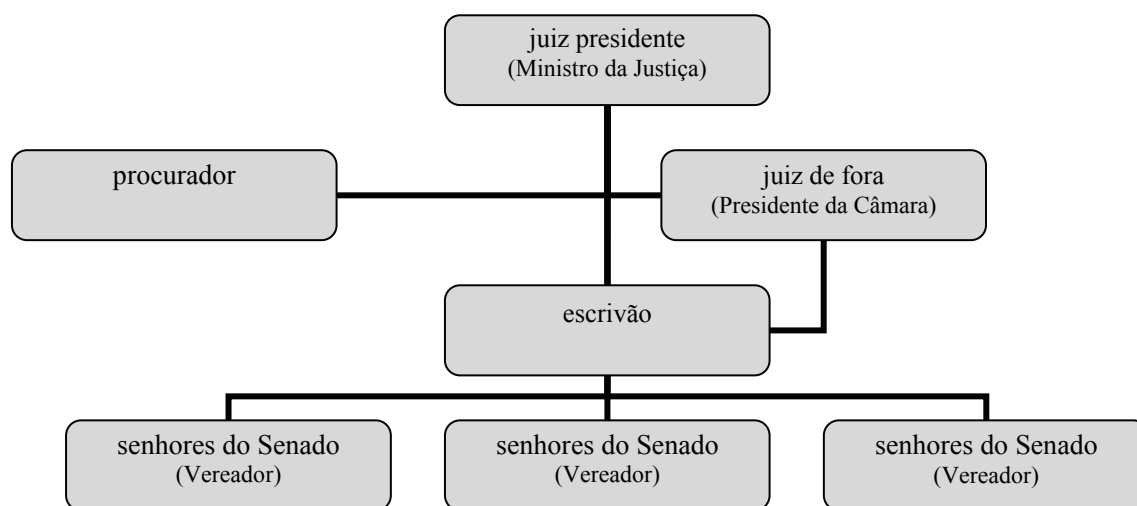 juiz presidente
(Ministro da Justiça)
procurador
juiz de fora
(Presidente da Câmara)
escrivão
senhores do Senado
(Vereador)
senhores do Senado
(Vereador)
senhores do Senado
(Vereador)